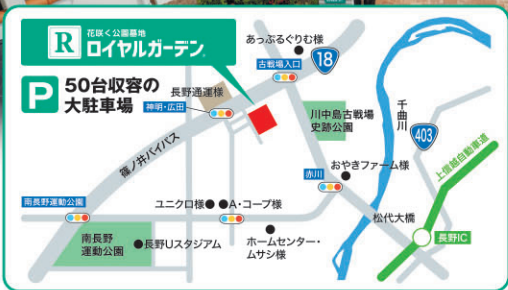 花咲く公園墓地
R ロイヤルガーデン
P 50台収容の
大駐車場
あっぷるぐりむ様
18
古戦場入口
長野通運様
神明・広田
川中島古戦場
史跡公園
千曲川
403
上信越自動車道
篠ノ井バイパス
おやきファーム様
赤川
南長野運動公園
ユニクロ様
A・コープ様
松代大橋
南長野
運動公園
長野Uスタジアム
ホームセンター・
ムサシ様
長野IC